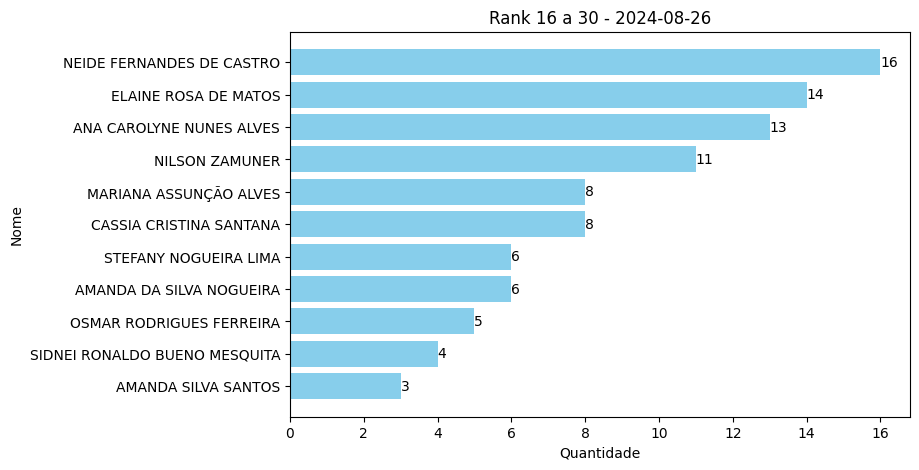 Rank 16 a 30 - 2024-08-26
NEIDE FERNANDES DE CASTRO 16
ELAINE ROSA DE MATOS 14
ANA CAROLYNE NUNES ALVES 13
NILSON ZAMUNER 11
MARIANA ASSUNÇÃO ALVES 8
CASSIA CRISTINA SANTANA 8
STEFANY NOGUEIRA LIMA 6
AMANDA DA SILVA NOGUEIRA 6
OSMAR RODRIGUES FERREIRA 5
SIDNEI RONALDO BUENO MESQUITA 4
AMANDA SILVA SANTOS 3
Nome
0 2 4 6 8 10 12 14 16
Quantidade